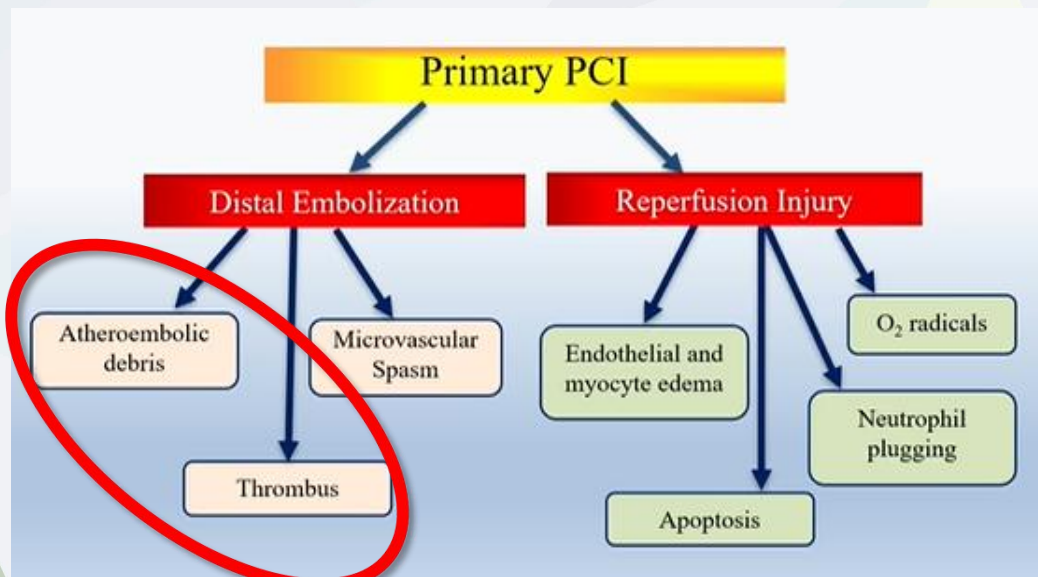 Primary PCI
Distal Embolization
Reperfusion Injury
Atheroembolic
debris
Microvascular
Spasm
Thrombus
Endothelial and
myocyte edema
O₂ radicals
Neutrophil
plugging
Apoptosis